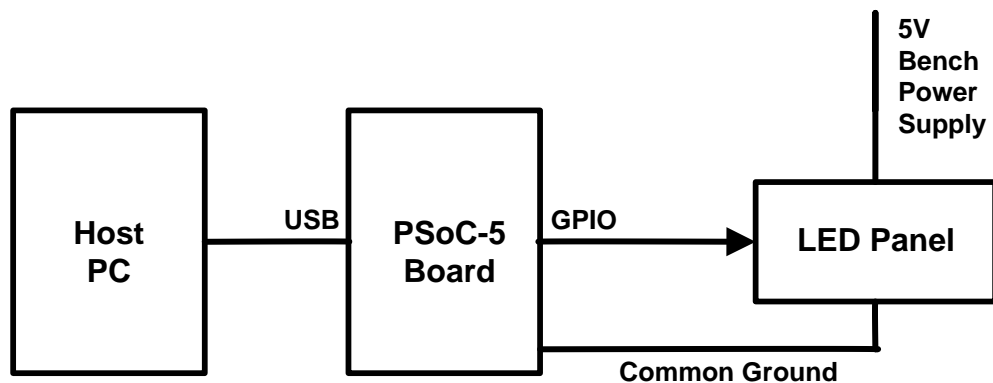 5V
Bench
Power
Supply
Host
PC
USB
PSoC-5
Board
GPIO
LED Panel
Common Ground